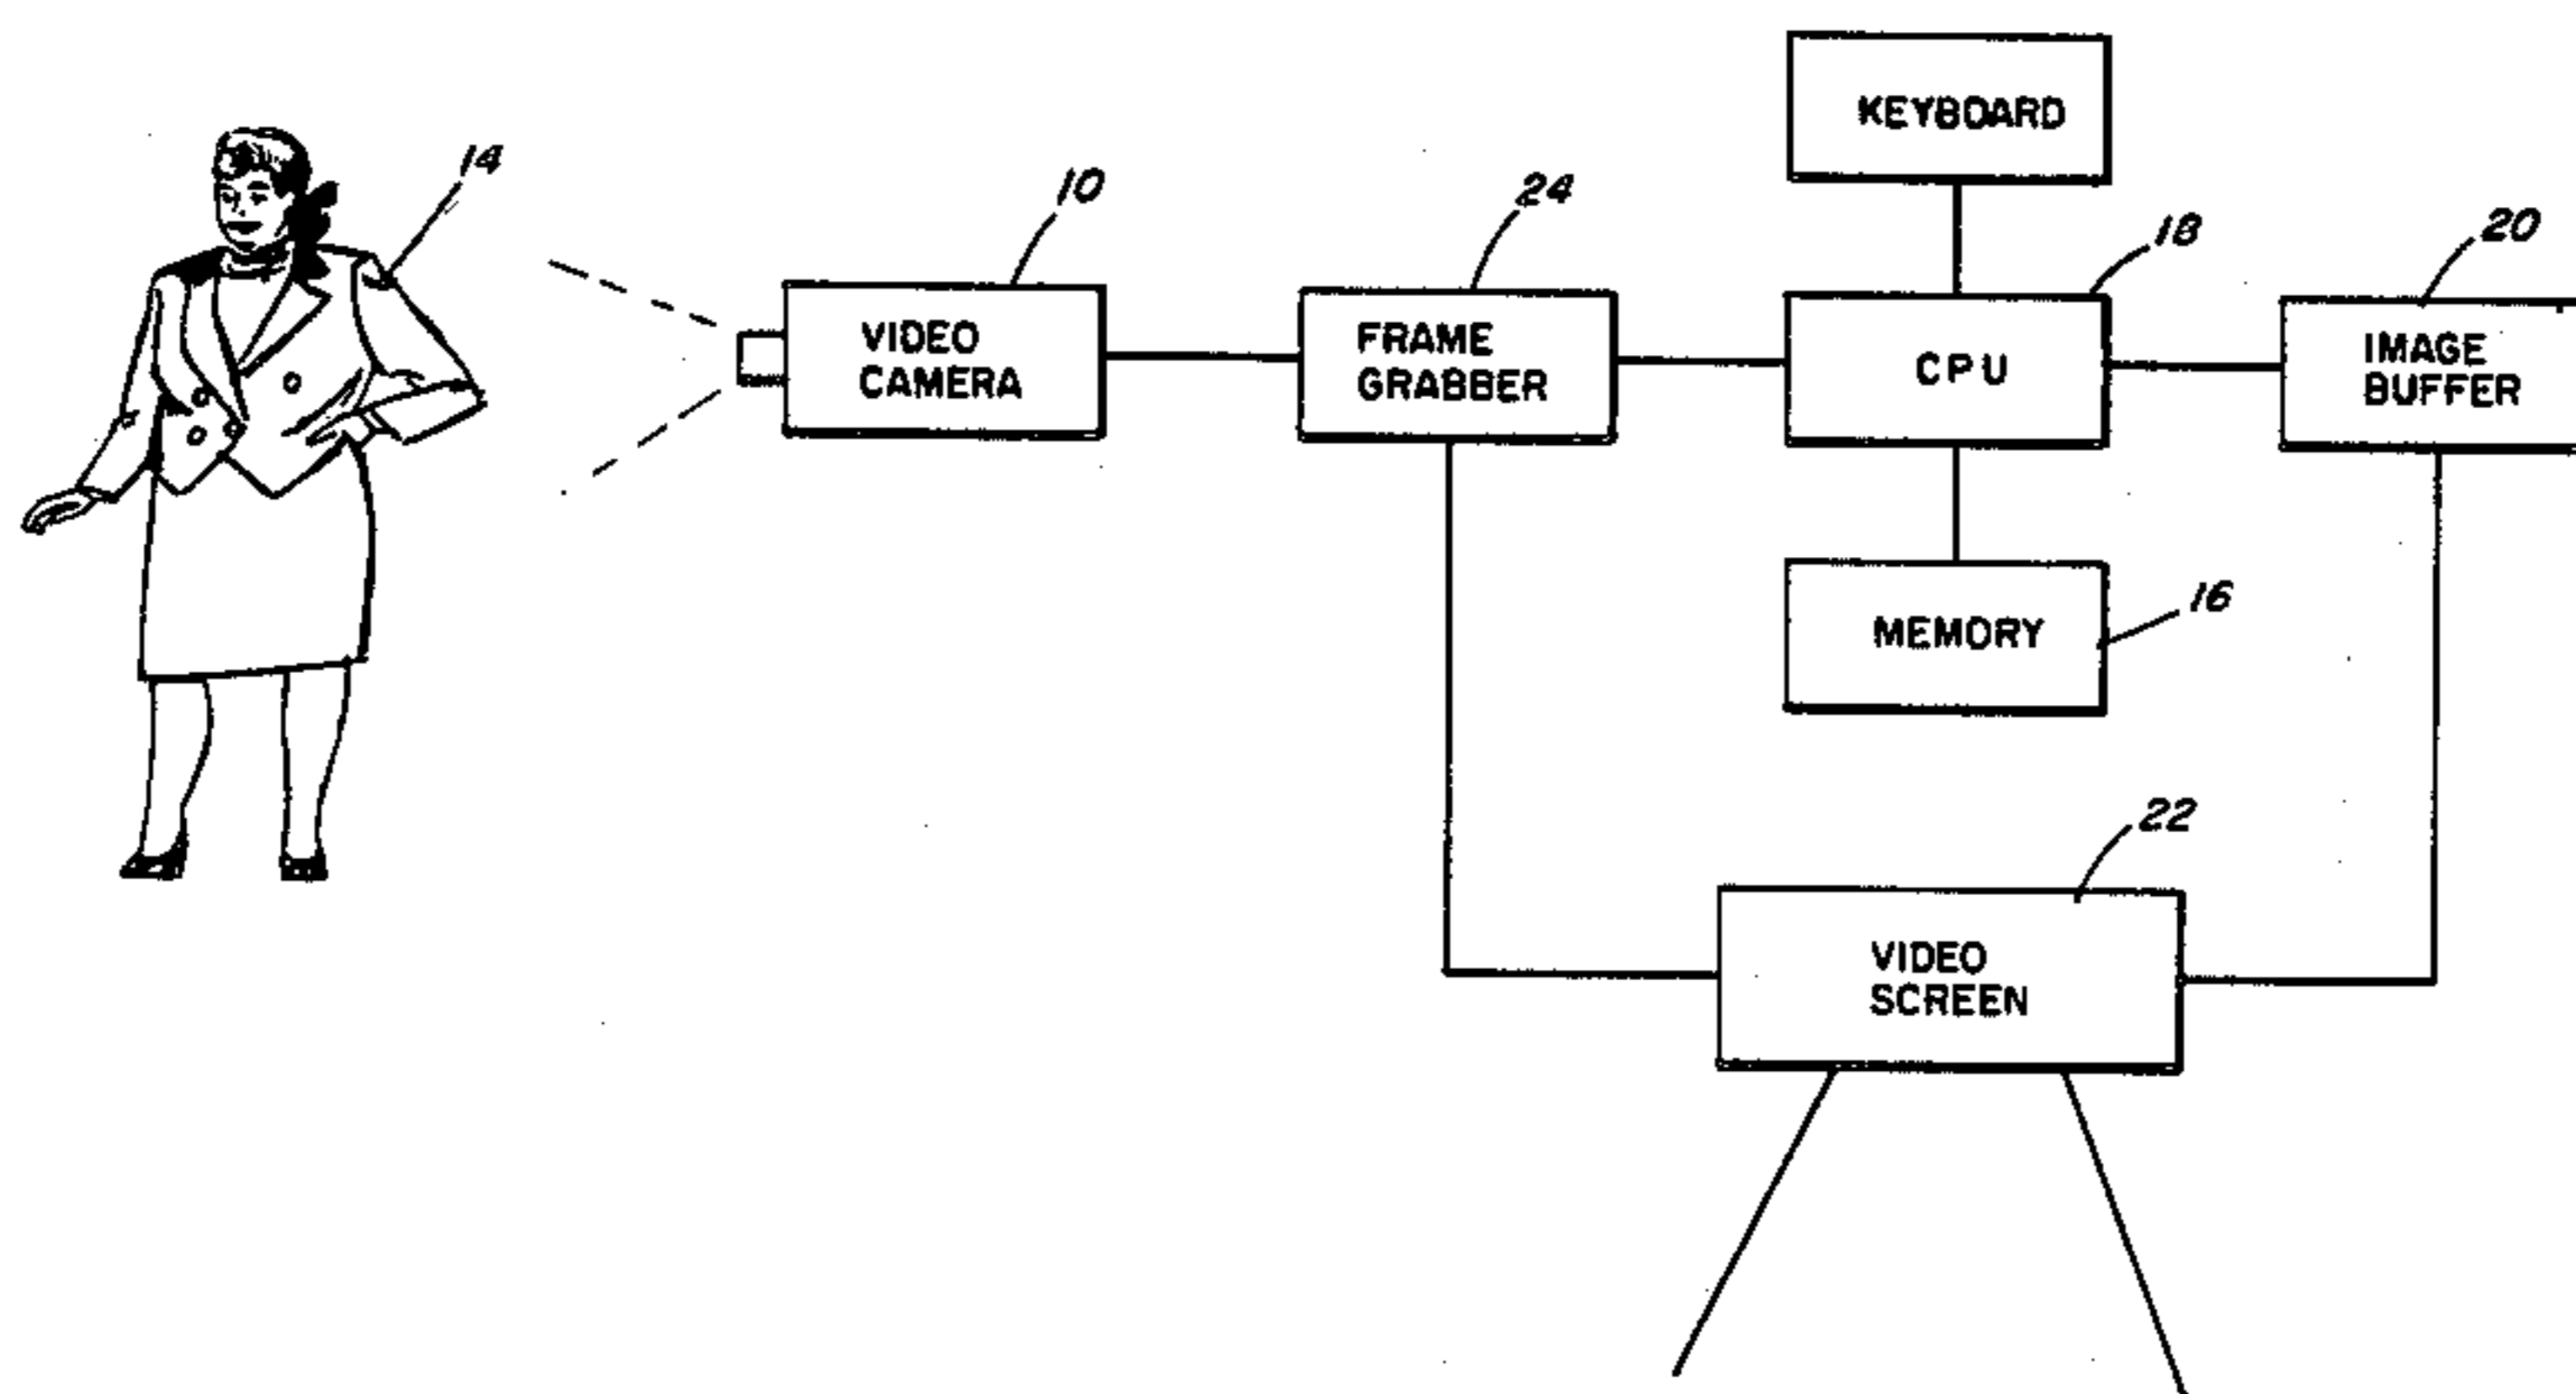 KEYBOARD
14
10
24
18
20
VIDEO
CAMERA
FRAME
GRABBER
CPU
IMAGE
BUFFER
16
MEMORY
22
VIDEO
SCREEN